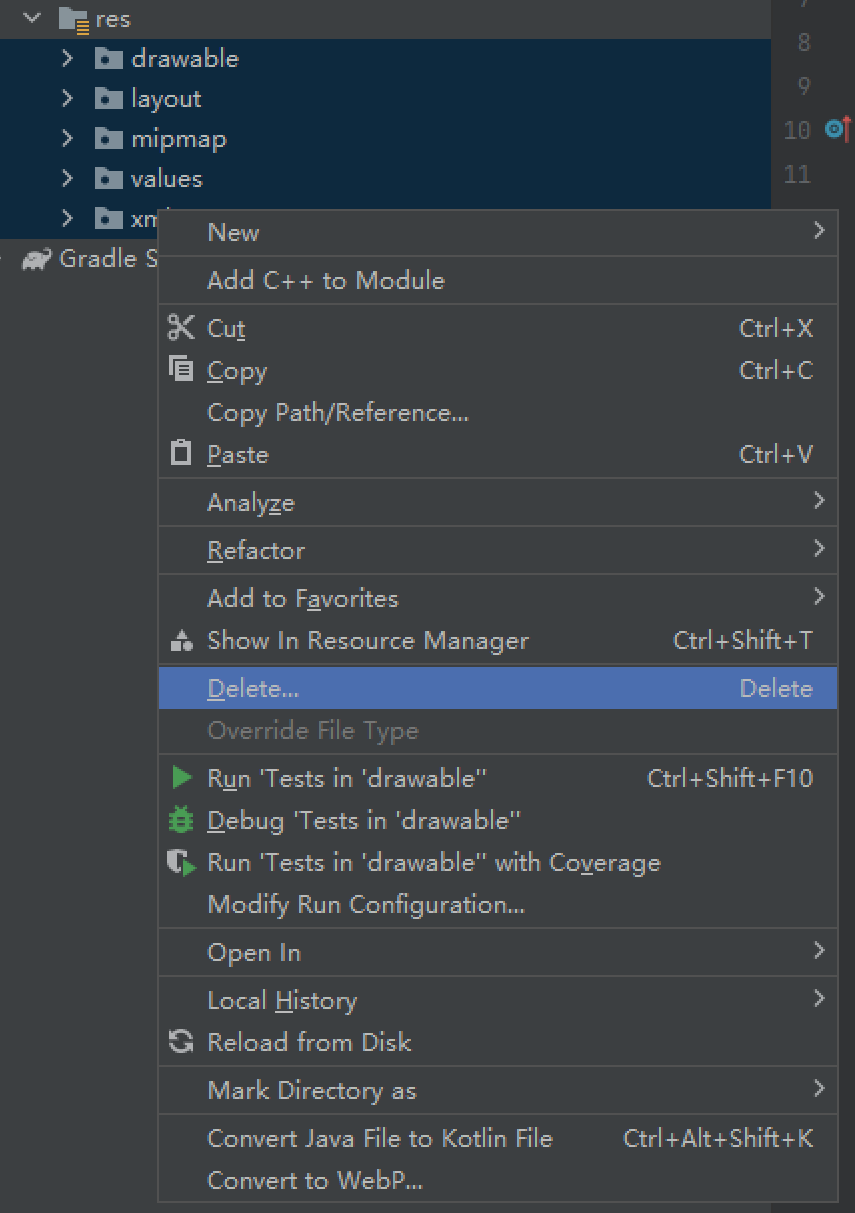 res
7
drawable
8
layout
9
mipmap
10
values
11
New
Gradle
Add C++ to Module
Cut Ctrl+X
Copy Ctrl+C
Copy Path/Reference...
Paste Ctrl+V
Analyze
Refactor
Add to Favorites
Show In Resource Manager Ctrl+Shift+T
Delete... Delete
Override File Type
Run 'Tests in 'drawable'' Ctrl+Shift+F10
Debug 'Tests in 'drawable''
Run 'Tests in 'drawable'' with Coverage
Modify Run Configuration...
Open In
Local History
Reload from Disk
Mark Directory as
Convert Java File to Kotlin File Ctrl+Alt+Shift+K
Convert to WebP...